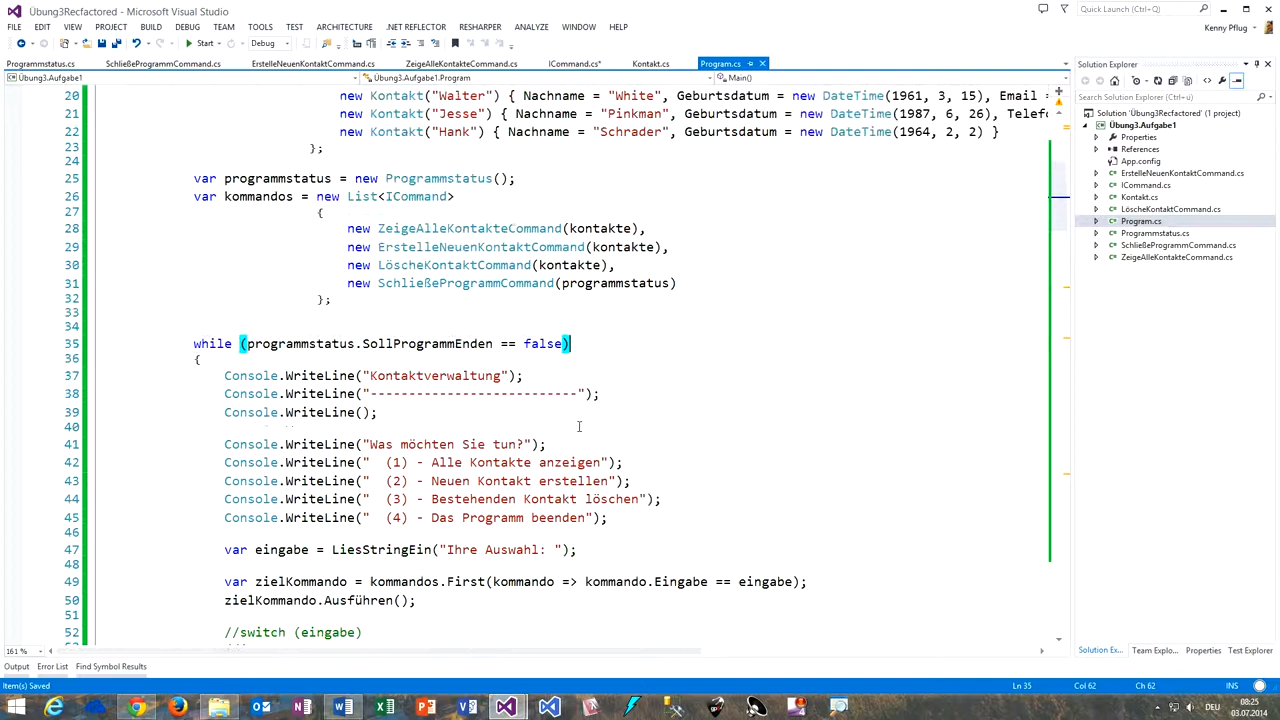 Übung3Recfactored - Microsoft Visual Studio
Quick Launch (Ctrl+Q)
FILE EDIT VIEW PROJECT BUILD DEBUG TEAM TOOLS TEST ARCHITECTURE .NET REFLECTOR RESHARPER ANALYZE WINDOW HELP
Kenny Pflug
Start Debug
Programmstatus.cs SchließeProgrammCommand.cs ErstelleNeuenKontaktCommand.cs ZeigeAlleKontakteCommand.cs ICommand.cs* Kontakt.cs Program.cs
Übung3.Aufgabe1 Übung3.Aufgabe1.Program Main()
20 new Kontakt("Walter") { Nachname = "White", Geburtsdatum = new DateTime(1961, 3, 15), Email =
21 new Kontakt("Jesse") { Nachname = "Pinkman", Geburtsdatum = new DateTime(1987, 6, 26), Telefo
22 new Kontakt("Hank") { Nachname = "Schrader", Geburtsdatum = new DateTime(1964, 2, 2) }
23 };
24
25 var programmstatus = new Programmstatus();
26 var kommandos = new List<ICommand>
27 {
28 new ZeigeAlleKontakteCommand(kontakte),
29 new ErstelleNeuenKontaktCommand(kontakte),
30 new LöscheKontaktCommand(kontakte),
31 new SchließeProgrammCommand(programmstatus)
32 };
33
34
35 while (programmstatus.SollProgrammEnden == false)
36 {
37 Console.WriteLine("Kontaktverwaltung");
38 Console.WriteLine("---------------------------");
39 Console.WriteLine();
40
41 Console.WriteLine("Was möchten Sie tun?");
42 Console.WriteLine("  (1) - Alle Kontakte anzeigen");
43 Console.WriteLine("  (2) - Neuen Kontakt erstellen");
44 Console.WriteLine("  (3) - Bestehenden Kontakt löschen");
45 Console.WriteLine("  (4) - Das Programm beenden");
46
47 var eingabe = LiesStringEin("Ihre Auswahl: ");
48
49 var zielKommando = kommandos.First(kommando => kommando.Eingabe == eingabe);
50 zielKommando.Ausführen();
51
52 //switch (eingabe)
161 %
Solution Explorer
Search Solution Explorer (Ctrl+ü)
Solution 'Übung3Recfactored' (1 project)
Übung3.Aufgabe1
Properties
References
App.config
ErstelleNeuenKontaktCommand.cs
ICommand.cs
Kontakt.cs
LöscheKontaktCommand.cs
Program.cs
Programmstatus.cs
SchließeProgrammCommand.cs
ZeigeAlleKontakteCommand.cs
Solution Ex... Team Explo... Properties Test Explorer
Output Error List Find Symbol Results
Item(s) Saved Ln 35 Col 62 Ch 62 INS
DEU 08:25
03.07.2014